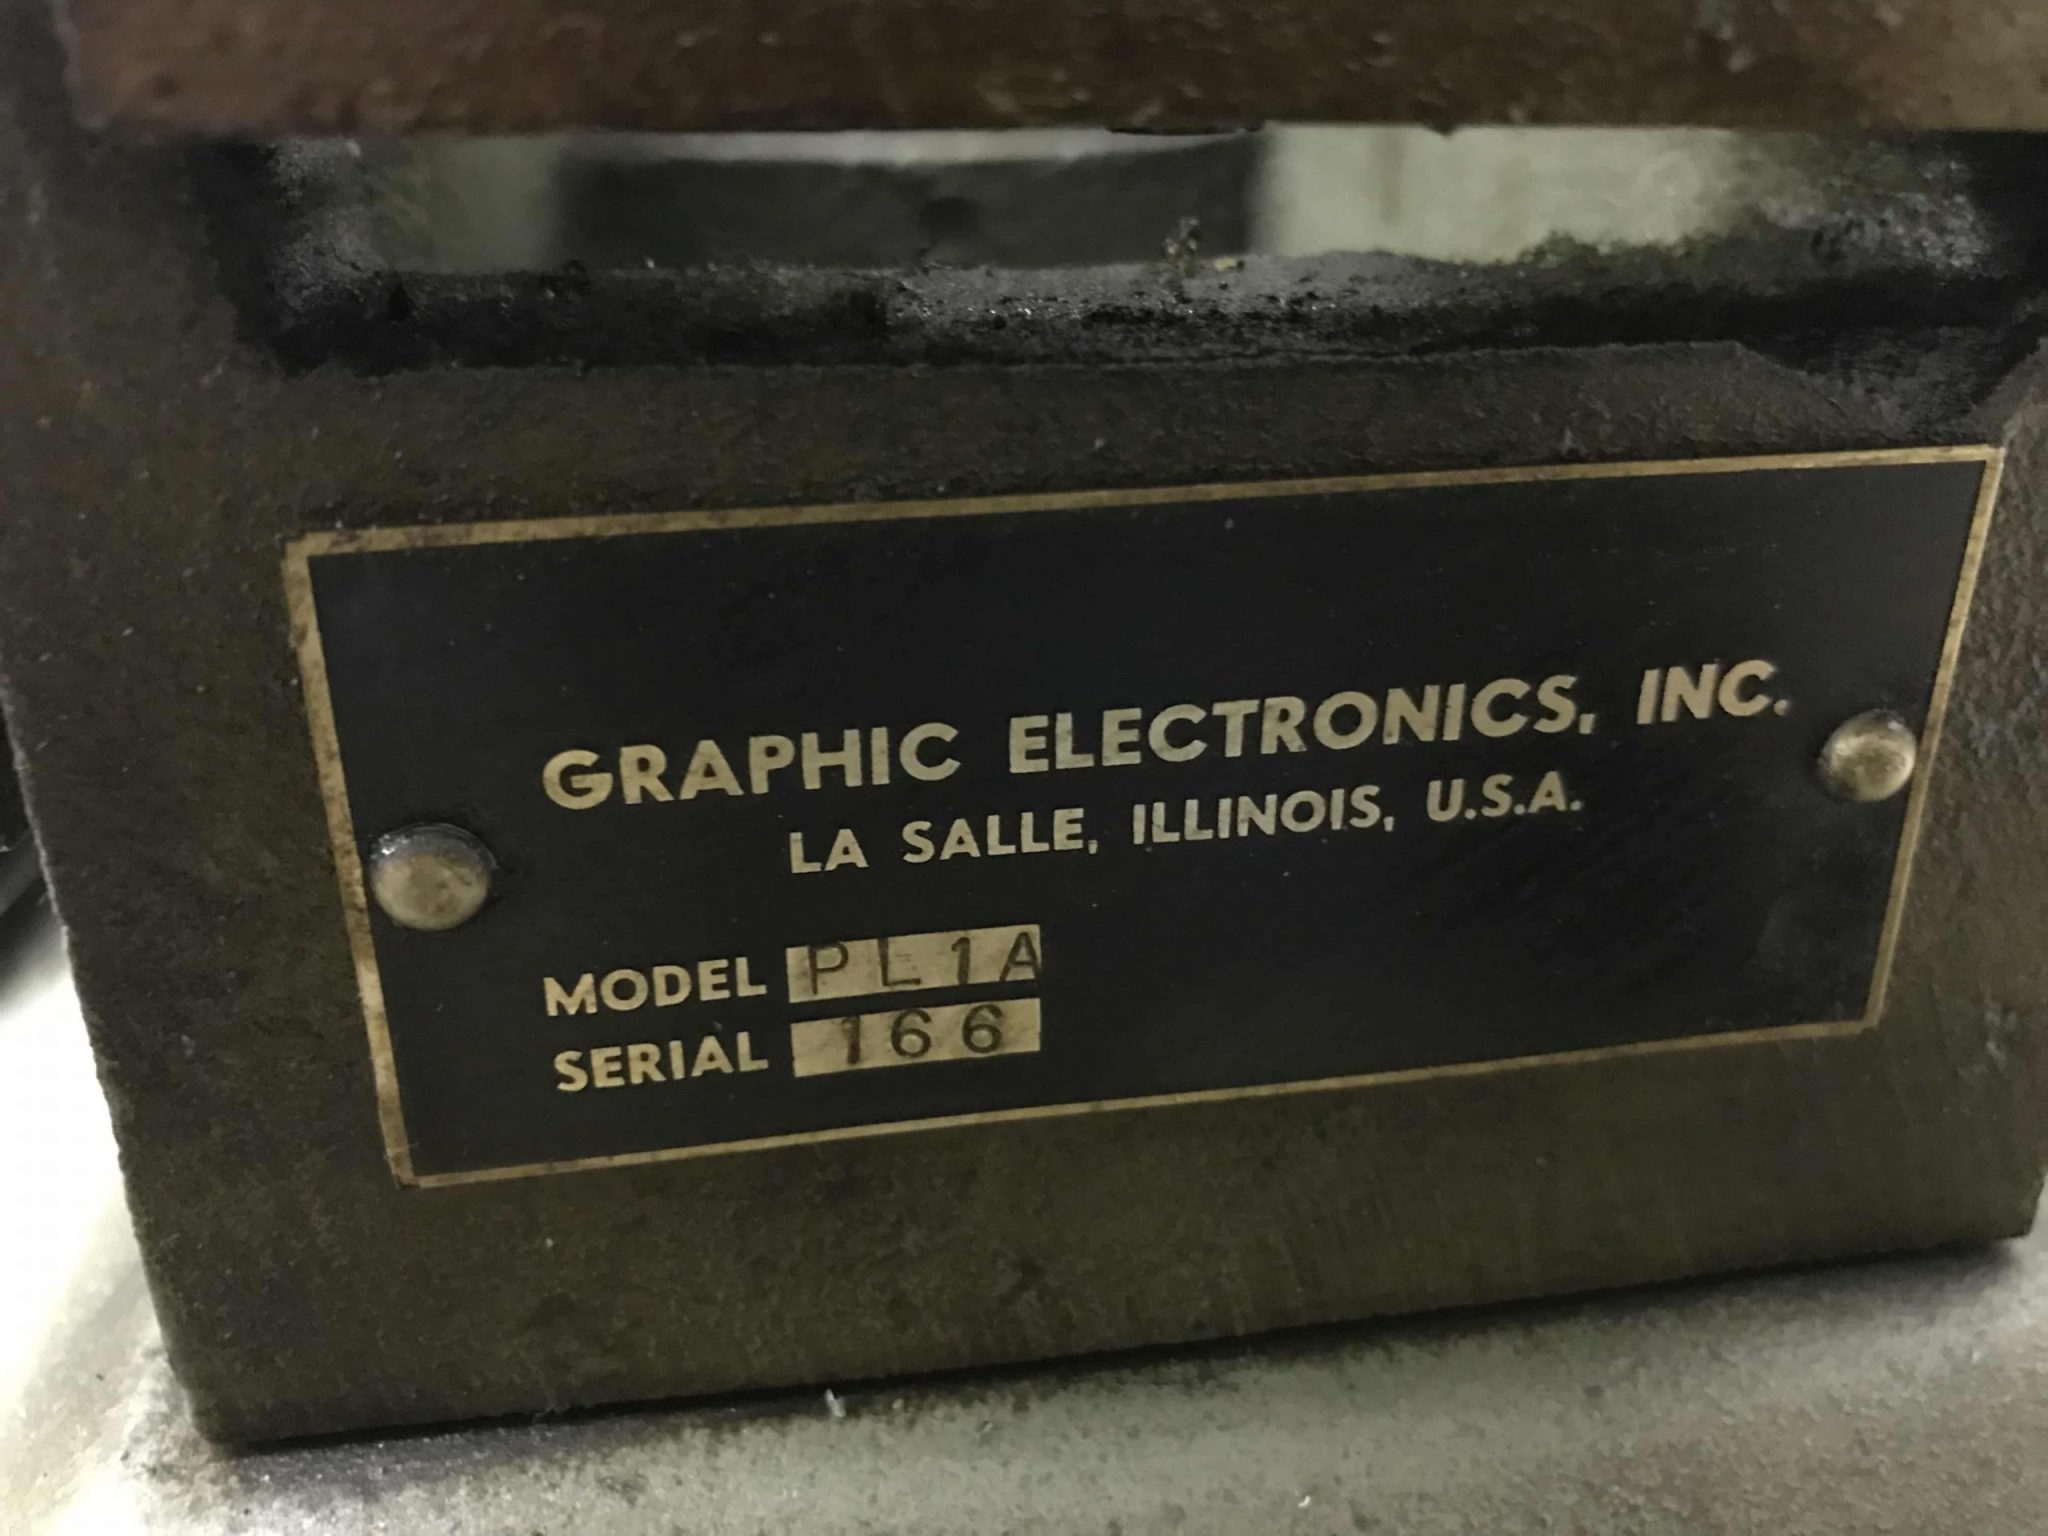 GRAPHIC ELECTRONICS, INC.
LA SALLE, ILLINOIS, U.S.A.
MODEL PL1A
SERIAL 166